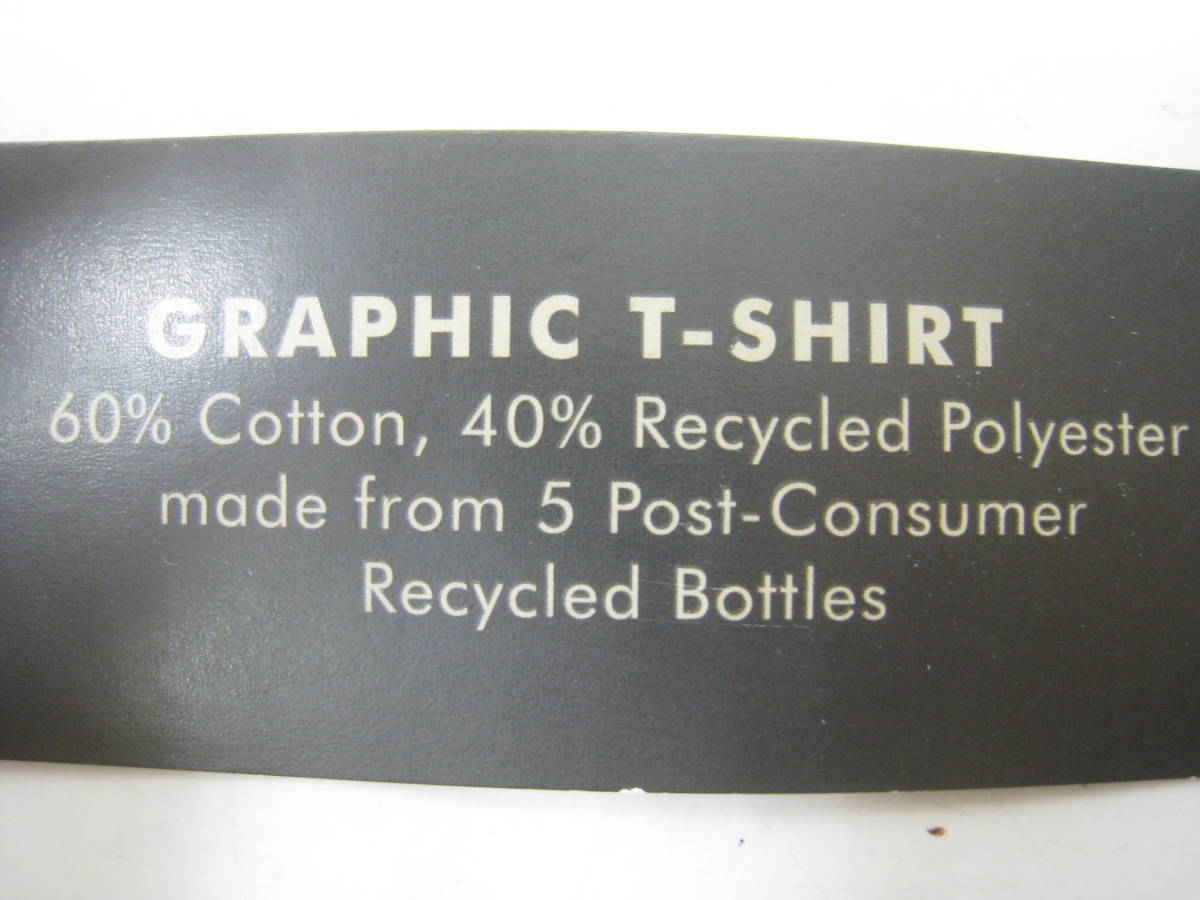 GRAPHIC T-SHIRT
60% Cotton, 40% Recycled Polyester
made from 5 Post-Consumer
Recycled Bottles